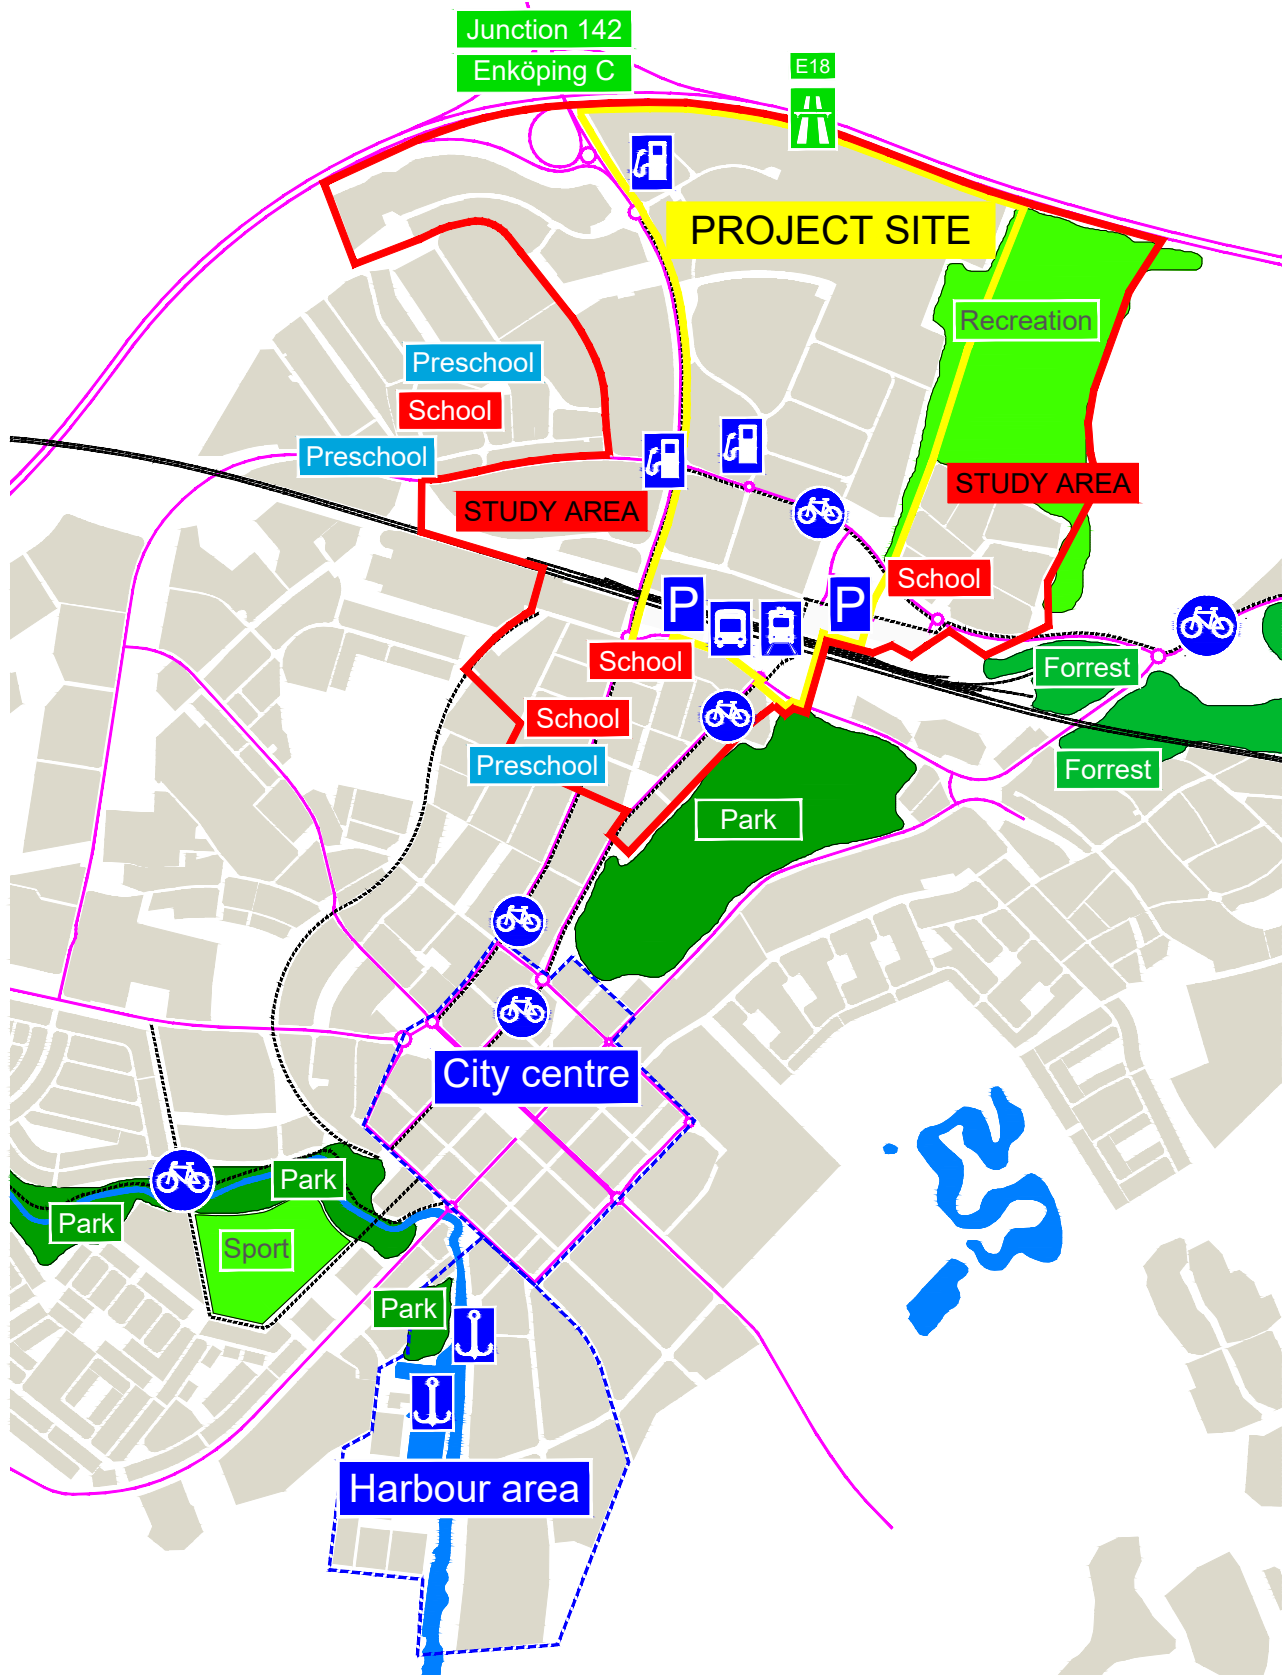 Junction 142
Enköping C
E18
PROJECT SITE
Recreation
Preschool
School
Preschool
STUDY AREA
STUDY AREA
School
P
P
School
Forrest
School
Preschool
Forrest
Park
City centre
Park
Park
Sport
Park
Harbour area